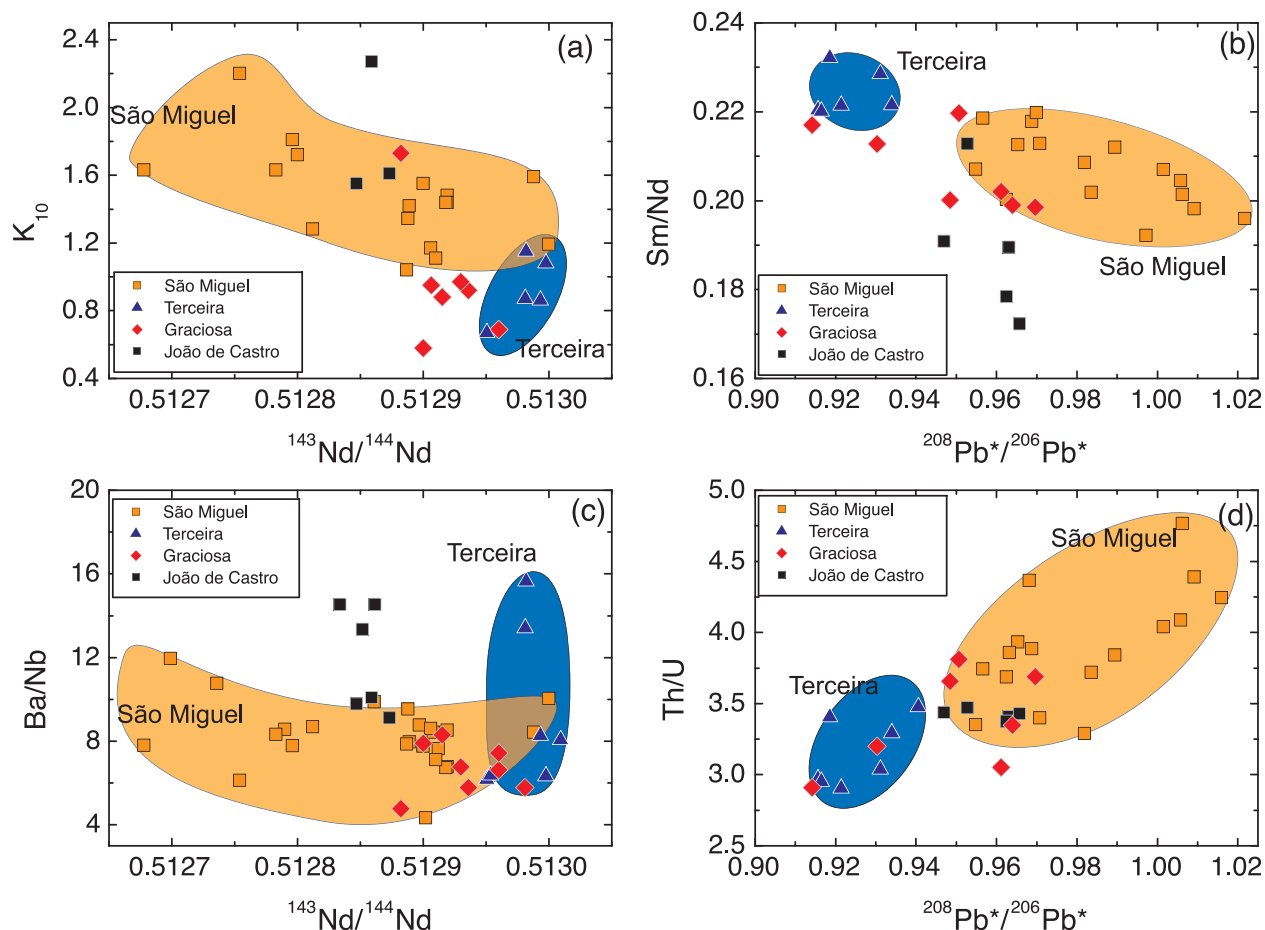 (a)
2.4
2.0
1.6
1.2
0.8
0.4
K₁₀
São Miguel
Terceira
São Miguel
Terceira
Graciosa
João de Castro
0.5127 0.5128 0.5129 0.5130
¹⁴³Nd/¹⁴⁴Nd
(b)
0.24
0.22
0.20
0.18
0.16
Sm/Nd
Terceira
São Miguel
São Miguel
Terceira
Graciosa
João de Castro
0.90 0.92 0.94 0.96 0.98 1.00 1.02
²⁰⁸Pb*/²⁰⁶Pb*
(c)
20
16
12
8
4
Ba/Nb
São Miguel
Terceira
Graciosa
João de Castro
Terceira
São Miguel
0.5127 0.5128 0.5129 0.5130
¹⁴³Nd/¹⁴⁴Nd
(d)
5.0
4.5
4.0
3.5
3.0
2.5
Th/U
São Miguel
Terceira
Graciosa
João de Castro
São Miguel
Terceira
0.90 0.92 0.94 0.96 0.98 1.00 1.02
²⁰⁸Pb*/²⁰⁶Pb*